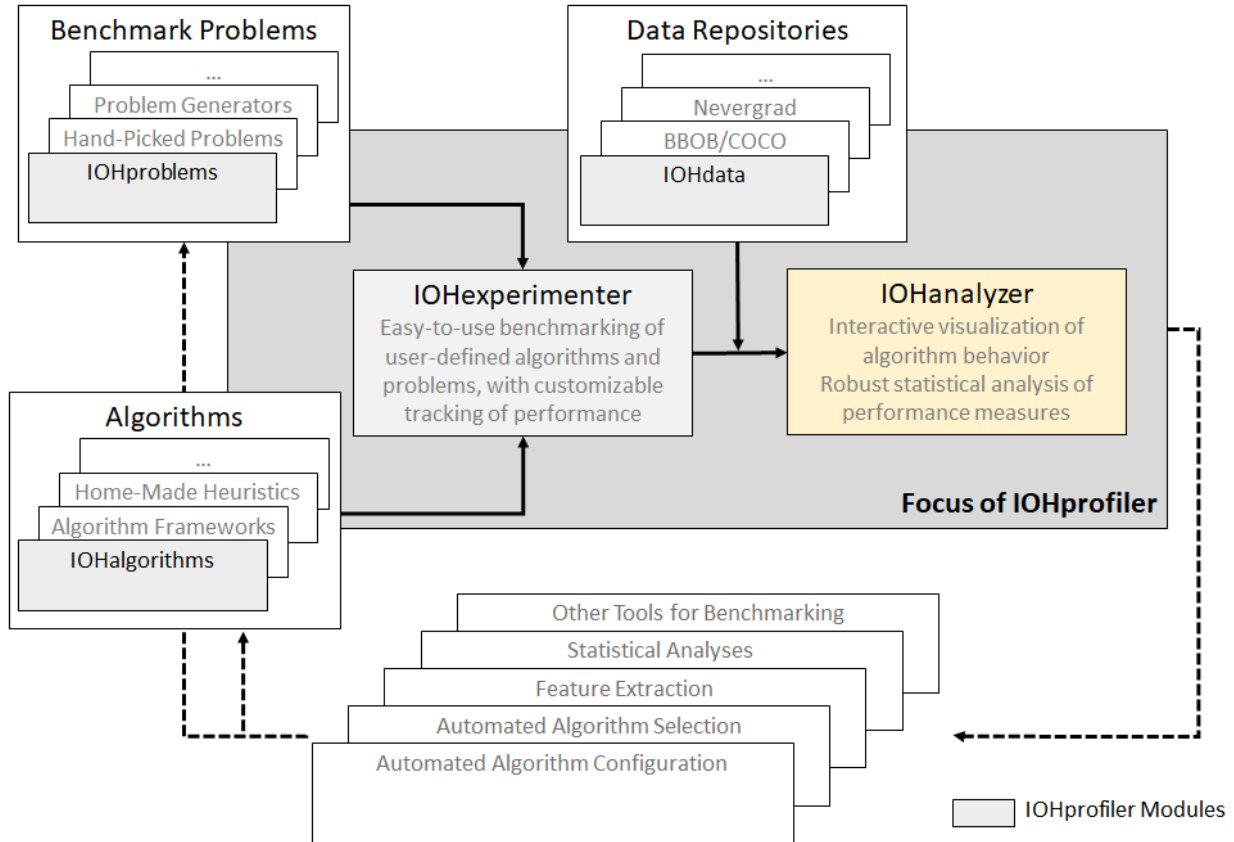 Benchmark Problems
...
Problem Generators
Hand-Picked Problems
IOHproblems
Data Repositories
...
Nevergrad
BBOB/COCO
IOHdata
IOHexperimenter
Easy-to-use benchmarking of
user-defined algorithms and
problems, with customizable
tracking of performance
IOHanalyzer
Interactive visualization of
algorithm behavior
Robust statistical analysis of
performance measures
Algorithms
...
Home-Made Heuristics
Algorithm Frameworks
IOHalgorithms
Focus of IOHprofiler
Other Tools for Benchmarking
Statistical Analyses
Feature Extraction
Automated Algorithm Selection
Automated Algorithm Configuration
IOHprofiler Modules